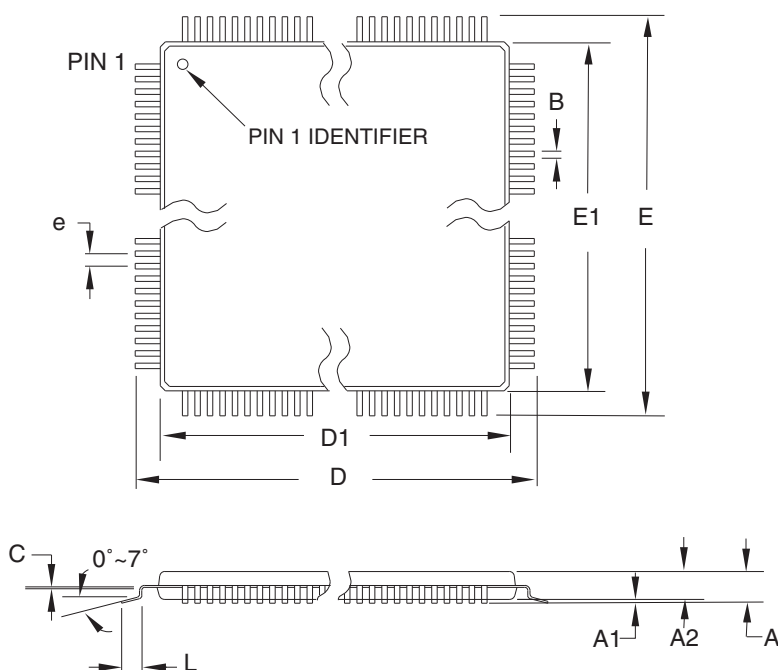 PIN 1
B
PIN 1 IDENTIFIER
e
E1
E
D1
D
C
0°~7°
A1
A2
A
L